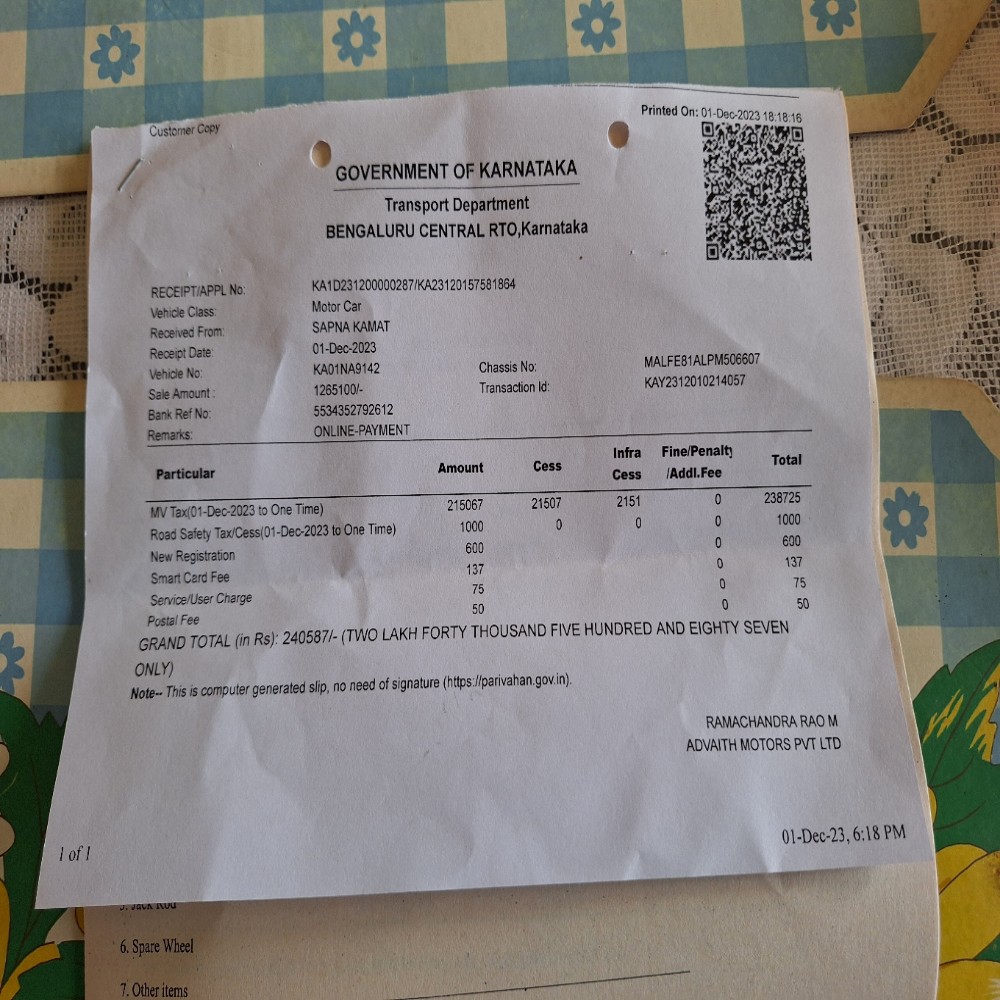 Customer Copy
Printed On: 01-Dec-2023 18:18:16
GOVERNMENT OF KARNATAKA
Transport Department
BENGALURU CENTRAL RTO,Karnataka
RECEIPT/APPL No: KA1D231200000287/KA23120157581864
Vehicle Class: Motor Car
Received From: SAPNA KAMAT
Receipt Date: 01-Dec-2023
Vehicle No: KA01NA9142 Chassis No: MALFE81ALPM506607
Sale Amount : 1265100/- Transaction Id: KAY2312010214057
Bank Ref No: 5534352792612
Remarks: ONLINE-PAYMENT
Particular Amount Cess Infra Cess Fine/Penalty /Addl.Fee Total
MV Tax(01-Dec-2023 to One Time) 215067 21507 2151 0 238725
Road Safety Tax/Cess(01-Dec-2023 to One Time) 1000 0 0 0 1000
New Registration 600 0 600
Smart Card Fee 137 0 137
Service/User Charge 75 0 75
Postal Fee 50 0 50
GRAND TOTAL (in Rs): 240587/- (TWO LAKH FORTY THOUSAND FIVE HUNDRED AND EIGHTY SEVEN
ONLY)
Note-- This is computer generated slip, no need of signature (https://parivahan.gov.in).
RAMACHANDRA RAO M
ADVAITH MOTORS PVT LTD
1 of 1
01-Dec-23, 6:18 PM
5. Jack Rod
6. Spare Wheel
7. Other items